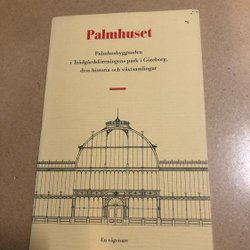 Palmhuset
Palmhusbyggnaden
i Trädgårdsföreningens park i Göteborg,
dess historia och växtsamlingar
En vägvisare